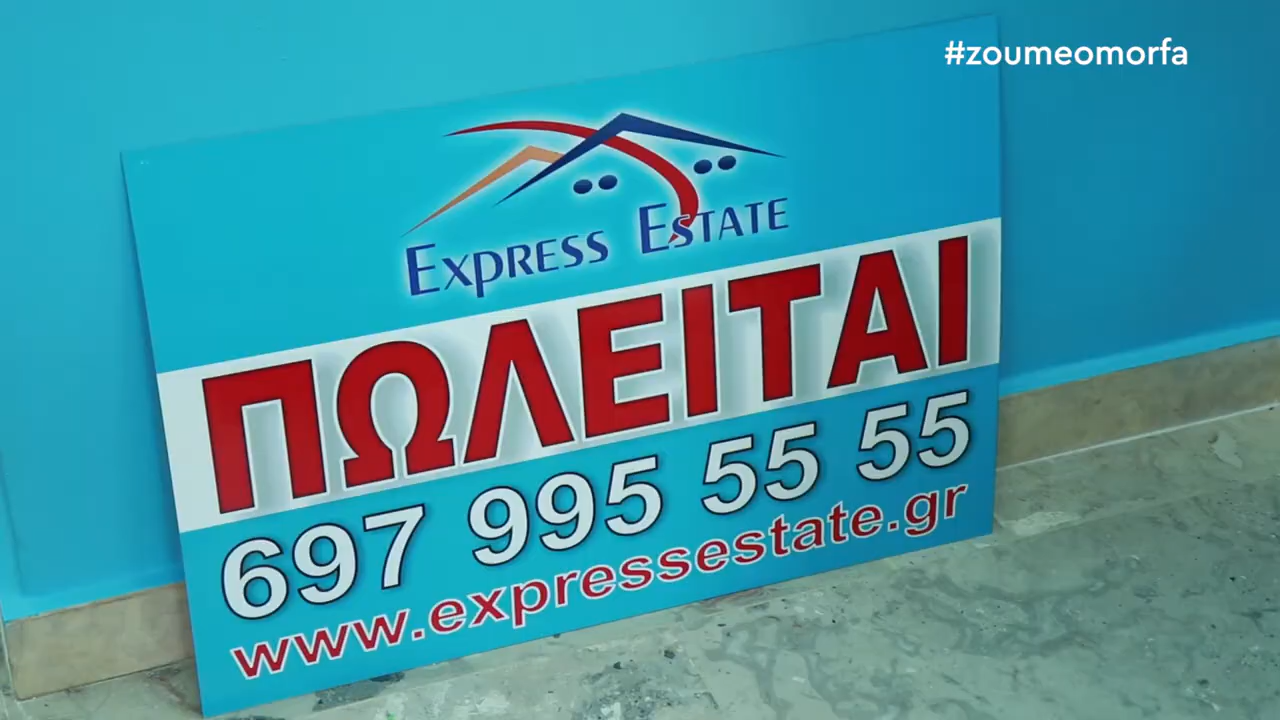 #zoumeomorfa
EXPRESS ESTATE
ΠΩΛΕΙΤΑΙ
697 995 55 55
www.expressestate.gr